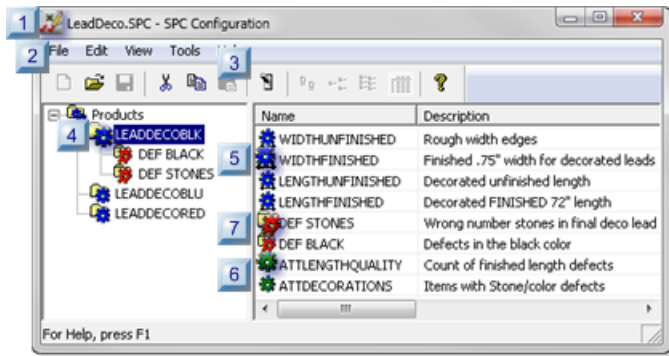 1 LeadDeco.SPC - SPC Configuration
2 File Edit View Tools
3
Products
4 LEADDECOBLK
DEF BLACK
DEF STONES
LEADDECOBLU
LEADDECORED
Name Description
WIDTHUNFINISHED Rough width edges
5 WIDTHFINISHED Finished .75" width for decorated leads
LENGTHUNFINISHED Decorated unfinished length
LENGTHFINISHED Decorated FINISHED 72" length
7 DEF STONES Wrong number stones in final deco lead
DEF BLACK Defects in the black color
6 ATTLENGTHQUALITY Count of finished length defects
ATTDECORATIONS Items with Stone/color defects
For Help, press F1